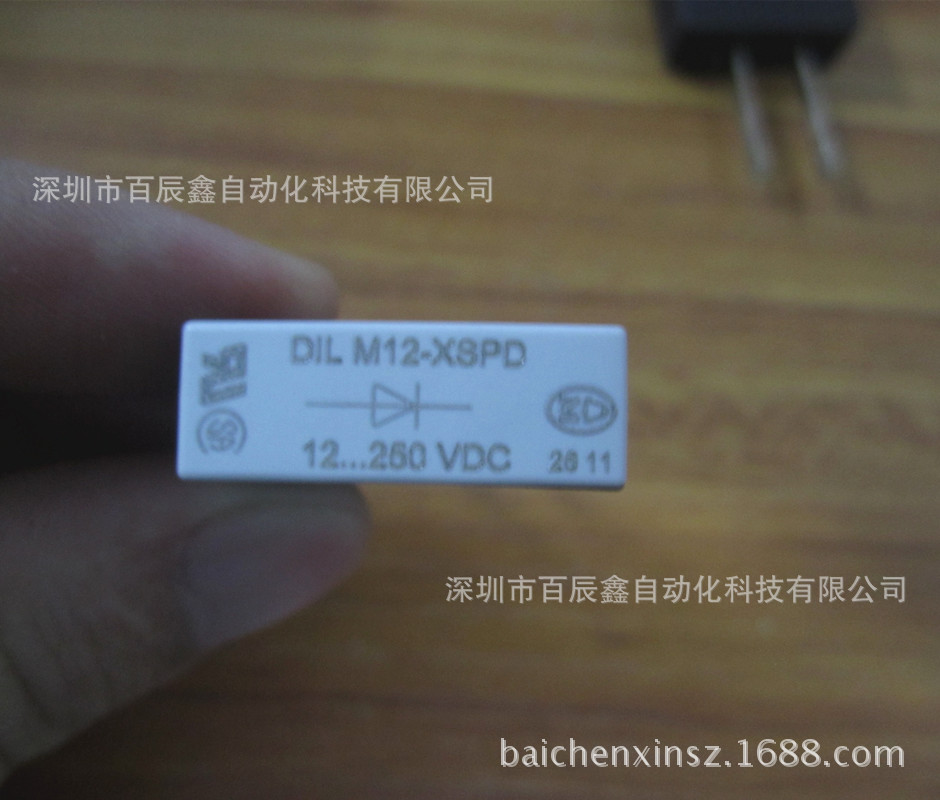 深圳市百辰鑫自动化科技有限公司
DIL M12-XSPD
12...250 VDC
26 11
深圳市百辰鑫自动化科技有限公司
baichenxinsz.1688.com